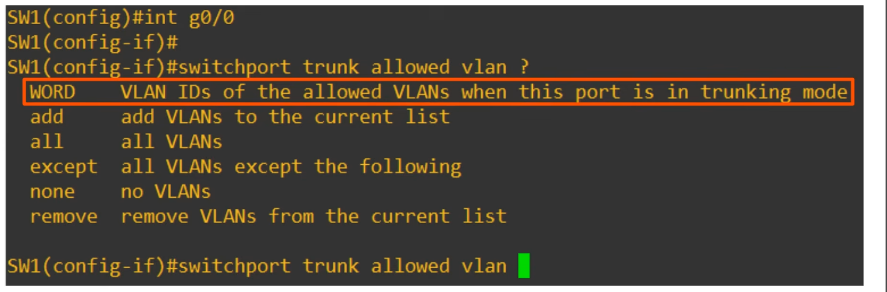 SW1(config)#int g0/0
SW1(config-if)#
SW1(config-if)#switchport trunk allowed vlan ?
WORD VLAN IDs of the allowed VLANs when this port is in trunking mode
add add VLANs to the current list
all all VLANs
except all VLANs except the following
none no VLANs
remove remove VLANs from the current list
SW1(config-if)#switchport trunk allowed vlan